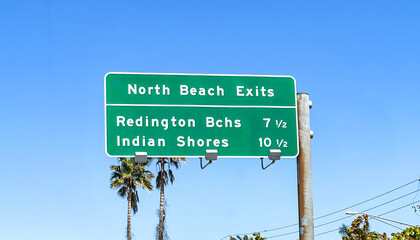 North Beach Exits
Redington Bchs 7 ½
Indian Shores 10 ½